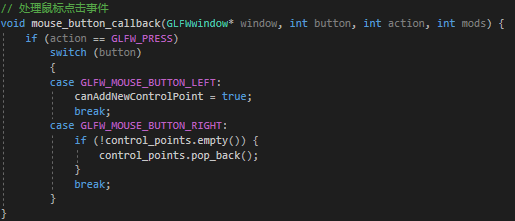 // 处理鼠标点击事件
void mouse_button_callback(GLFWwindow* window, int button, int action, int mods) {
    if (action == GLFW_PRESS)
        switch (button)
        {
        case GLFW_MOUSE_BUTTON_LEFT:
            canAddNewControlPoint = true;
            break;
        case GLFW_MOUSE_BUTTON_RIGHT:
            if (!control_points.empty()) {
                control_points.pop_back();
            }
            break;
        }
}